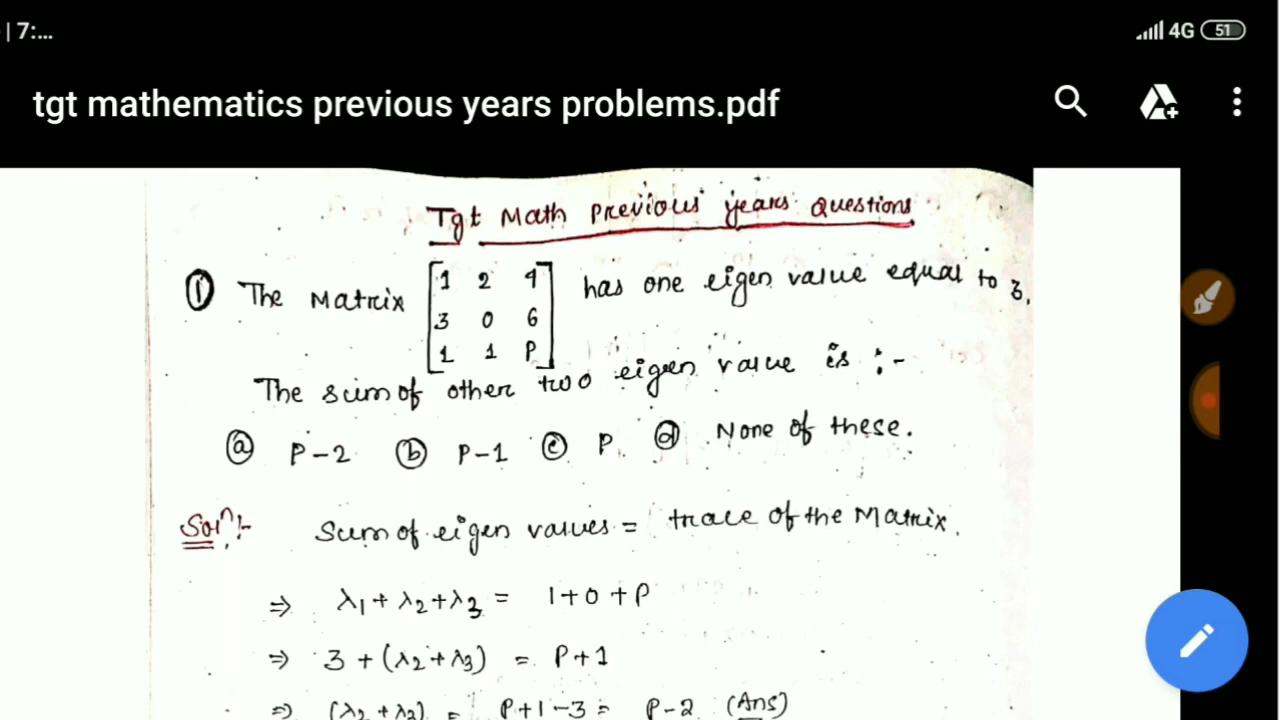 | 7:...
4G 51
tgt mathematics previous years problems.pdf
Tgt Math Previous years Questions
① The Matrix [1 2 4 has one eigen value equal to 3.
3 0 6
1 1 P]
The sum of other two eigen value is :-
ⓐ P-2 ⓑ P-1 ⓒ P. ⓓ None of these.
Solⁿ:- Sum of eigen values = trace of the Matrix.
⇒ λ1 + λ2 + λ3 = 1+0+P
⇒ 3 + (λ2 + λ3) = P+1
⇒ (λ2 + λ3) = P+1-3 = P-2 (Ans)